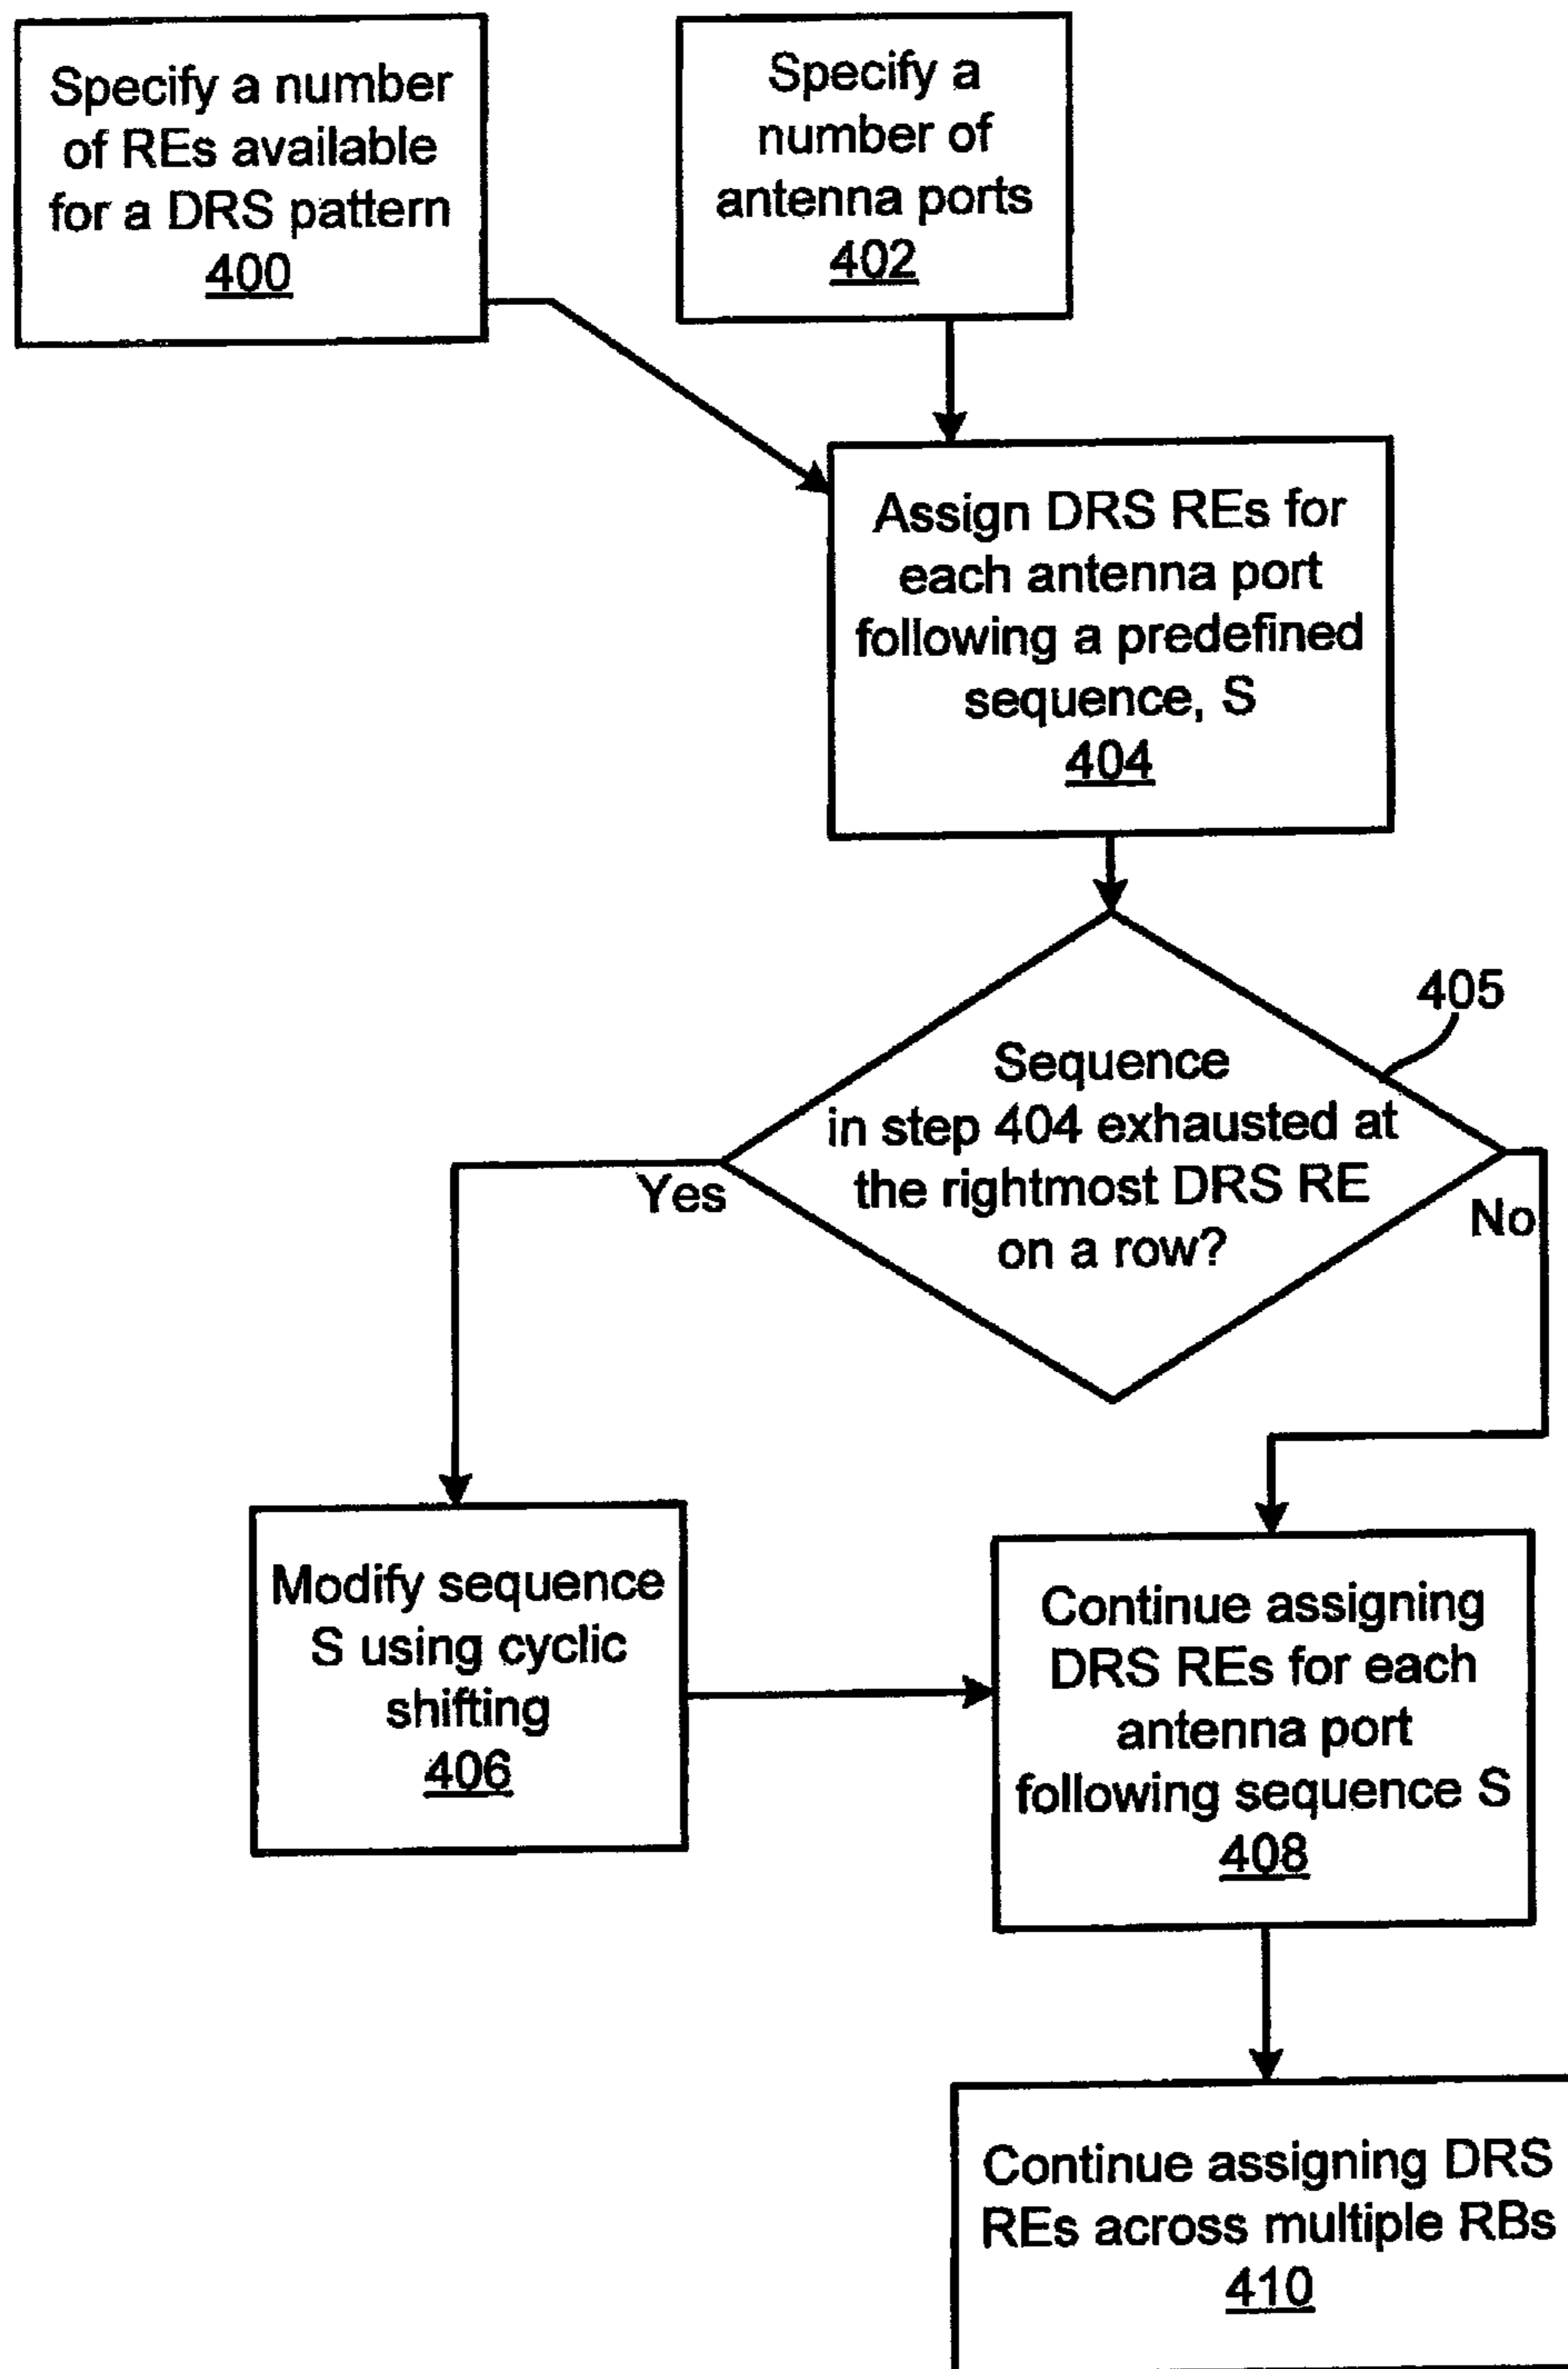 Specify a number
of REs available
for a DRS pattern
400
Specify a
number of
antenna ports
402
Assign DRS REs for
each antenna port
following a predefined
sequence, S
404
405
Sequence
in step 404 exhausted at
the rightmost DRS RE
on a row?
Yes
No
Modify sequence
S using cyclic
shifting
406
Continue assigning
DRS REs for each
antenna port
following sequence S
408
Continue assigning DRS
REs across multiple RBs
410